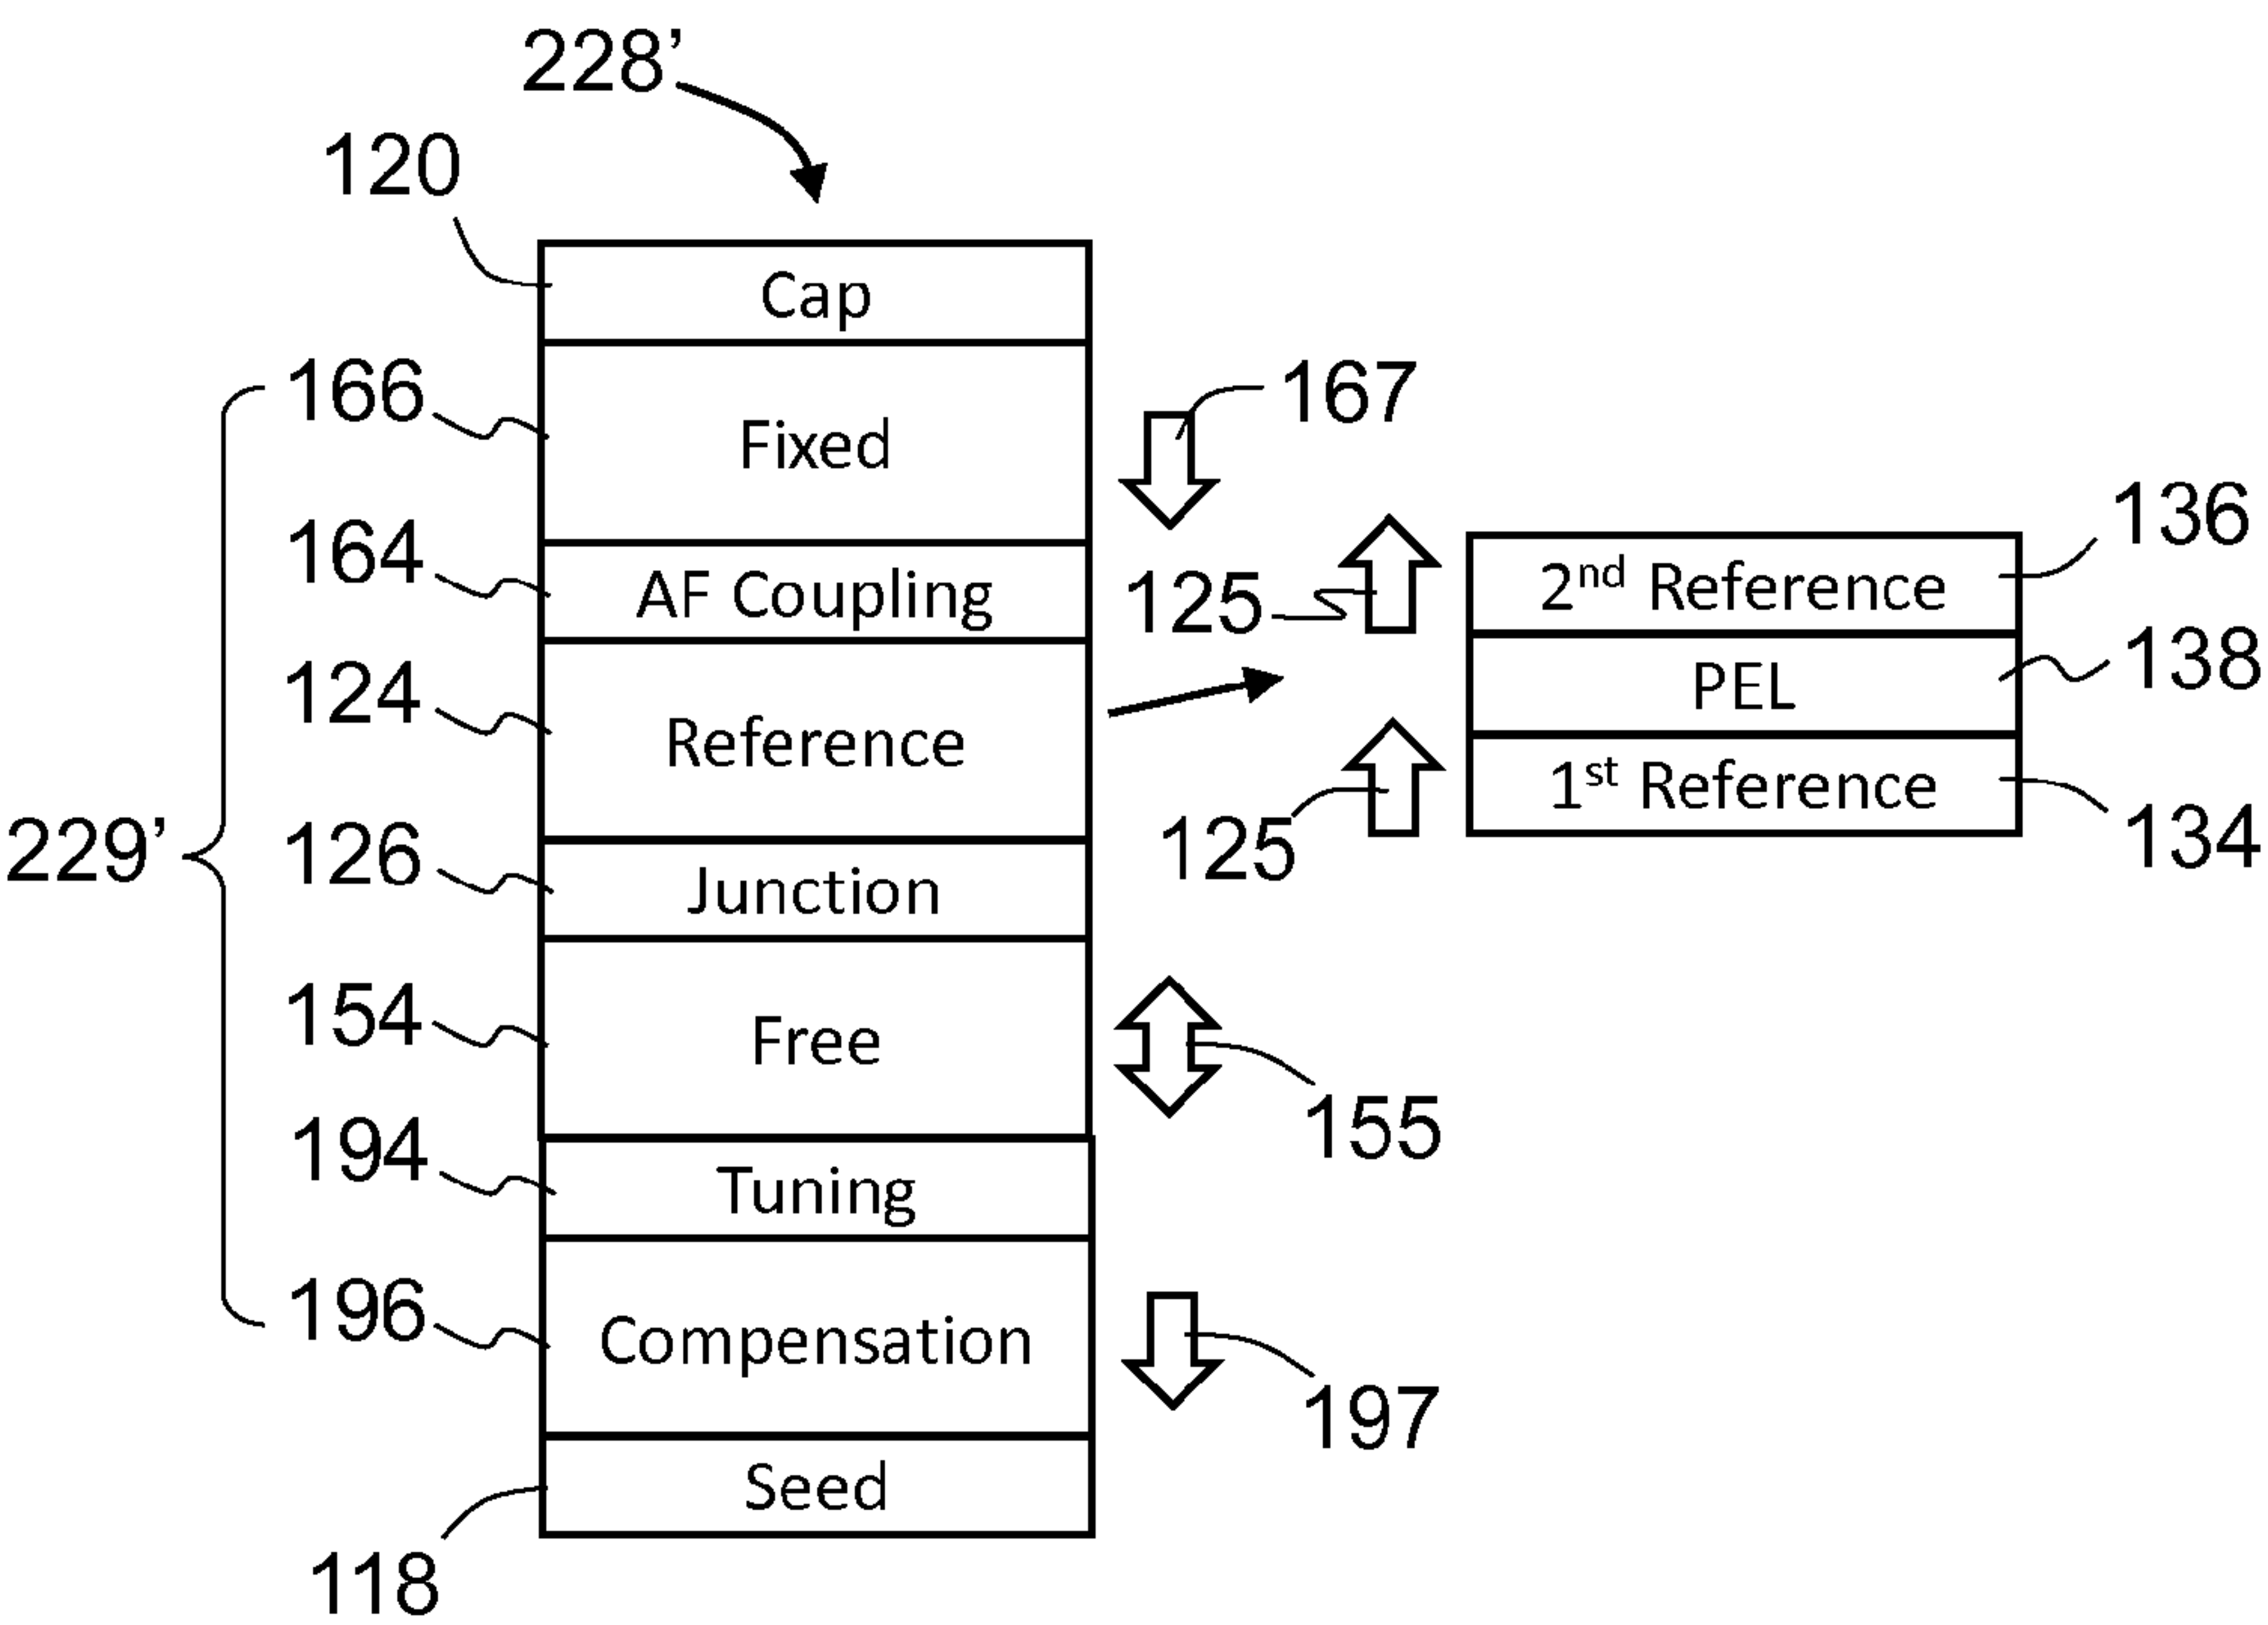 228’
120
Cap
166
Fixed
167
164
AF Coupling
125
2nd Reference
136
124
Reference
PEL
138
125
1st Reference
134
229’
126
Junction
154
Free
155
194
Tuning
196
Compensation
197
Seed
118